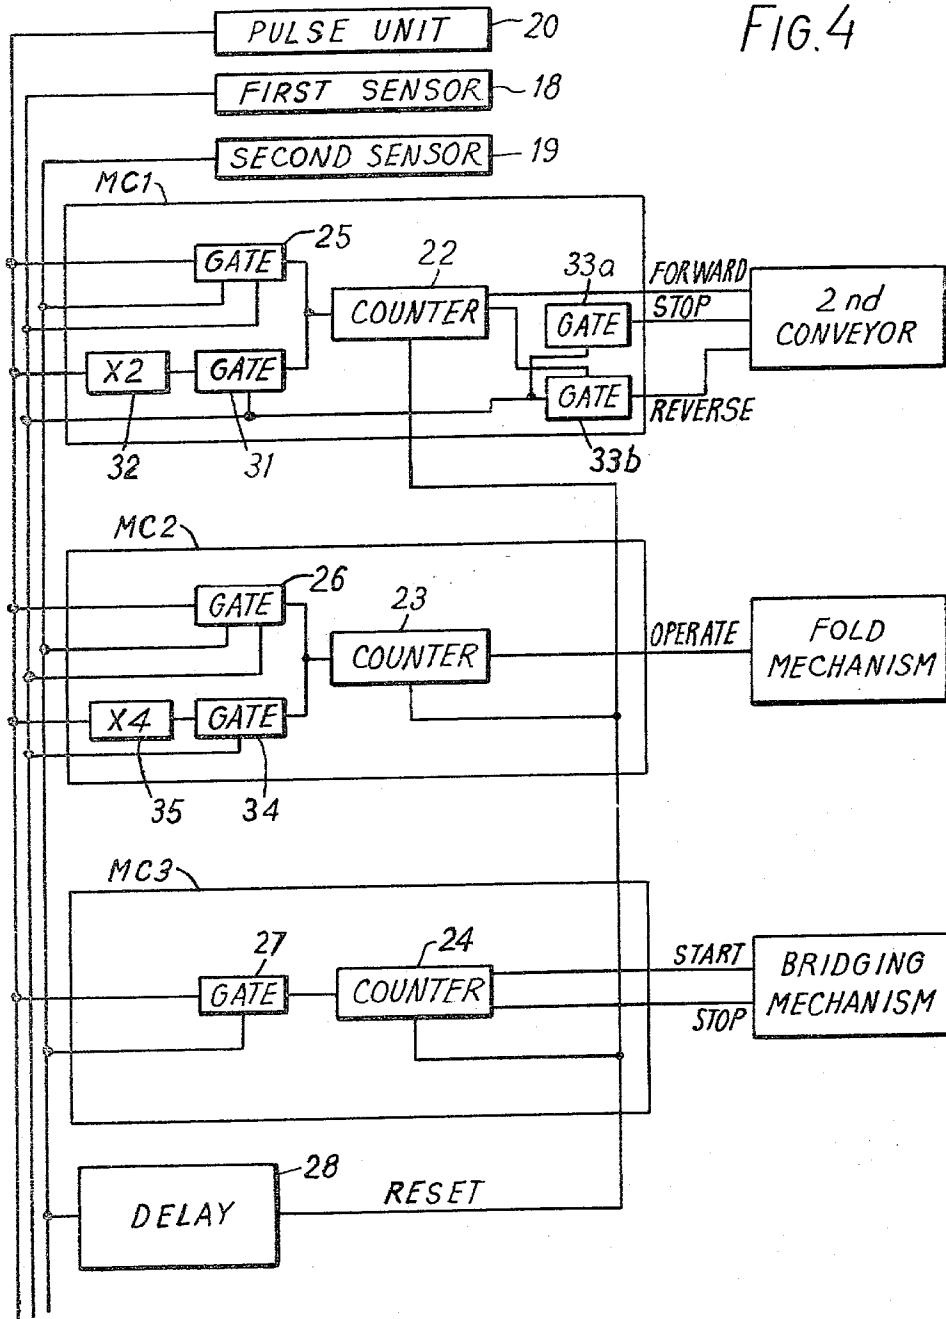 FIG.4
PULSE UNIT 20
FIRST SENSOR 18
SECOND SENSOR 19
MC1
GATE 25
22
COUNTER
33a
GATE
FORWARD
STOP
2nd
CONVEYOR
X2
GATE
GATE
REVERSE
32
31
33b
MC2
GATE 26
23
COUNTER
OPERATE
FOLD
MECHANISM
X4
GATE
35
34
MC3
27
GATE
24
COUNTER
START
STOP
BRIDGING
MECHANISM
28
DELAY
RESET